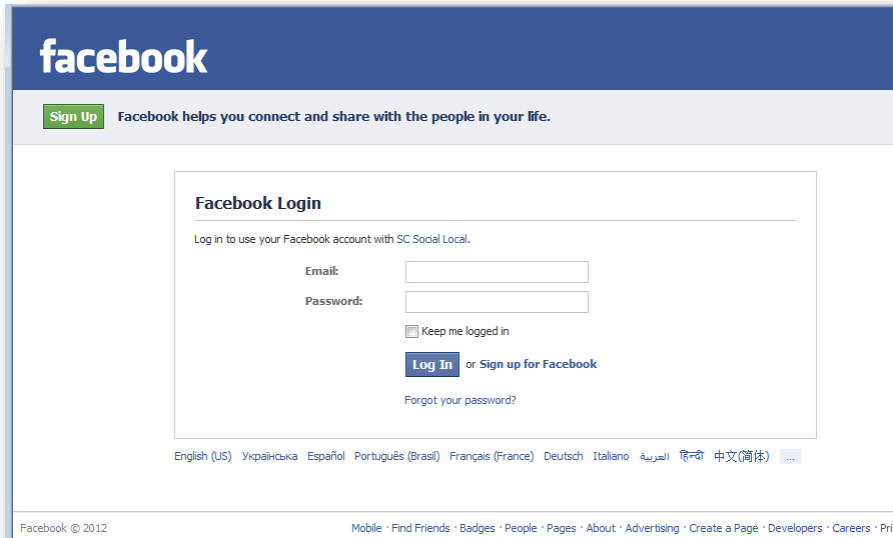 facebook
Sign Up Facebook helps you connect and share with the people in your life.
Facebook Login
Log in to use your Facebook account with SC Social Local.
Email:
Password:
Keep me logged in
Log In or Sign up for Facebook
Forgot your password?
English (US) Українська Español Português (Brasil) Français (France) Deutsch Italiano العربية हिन्दी 中文(简体) ...
Facebook © 2012 Mobile · Find Friends · Badges · People · Pages · About · Advertising · Create a Page · Developers · Careers · Pri